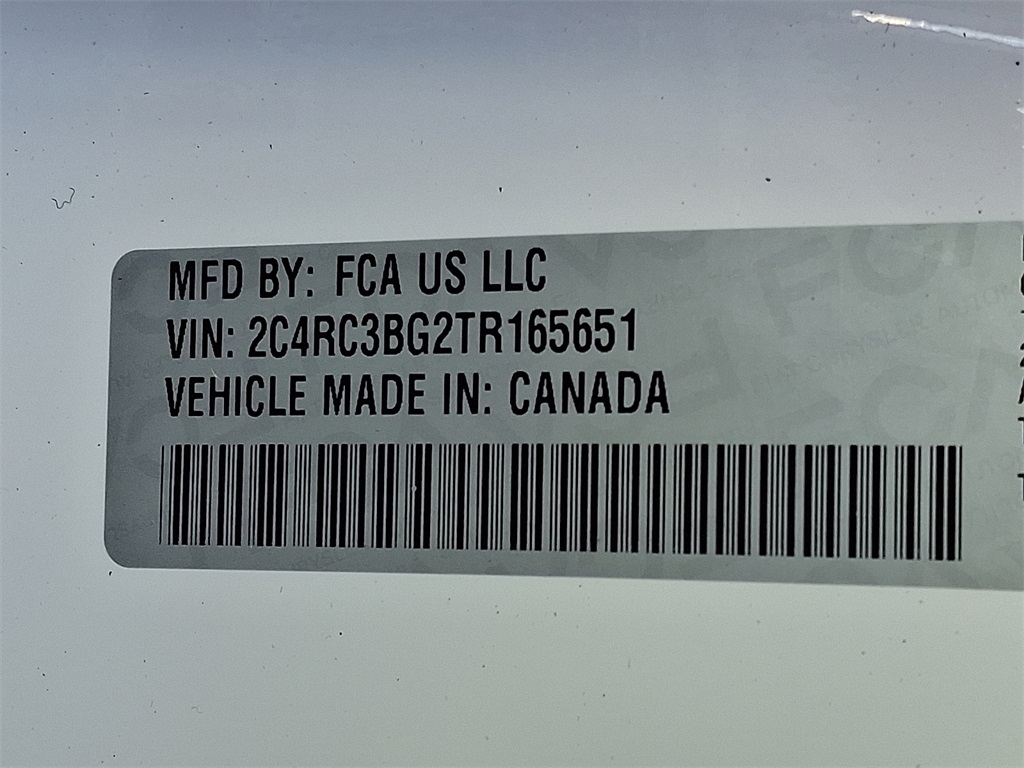 MFD BY: FCA US LLC
VIN: 2C4RC3BG2TR165651
VEHICLE MADE IN: CANADA